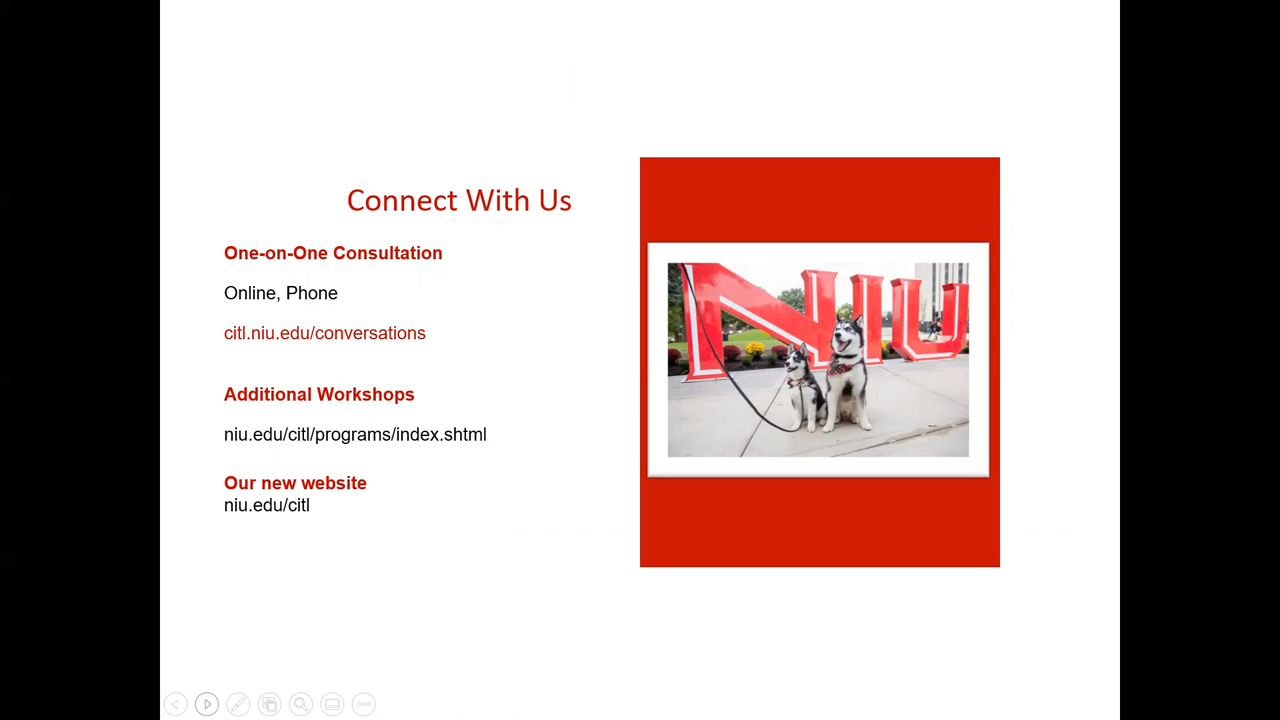 Connect With Us
One-on-One Consultation
Online, Phone
citl.niu.edu/conversations
Additional Workshops
niu.edu/citl/programs/index.shtml
Our new website
niu.edu/citl
NIU